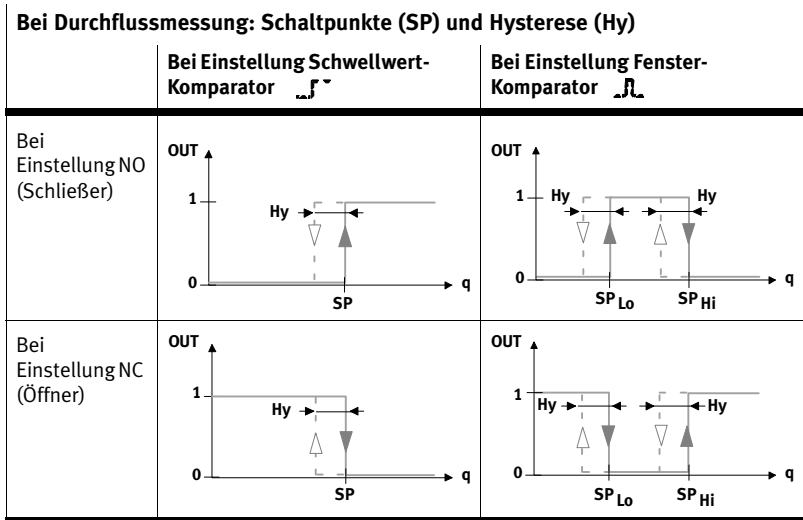 Bei Durchflussmessung: Schaltpunkte (SP) und Hysterese (Hy)
Bei Einstellung Schwellwert-
Komparator
Bei Einstellung Fenster-
Komparator
Bei
Einstellung NO
(Schließer)
OUT
1
Hy
0
q
SP
OUT
1
Hy
Hy
0
q
SP Lo
SP Hi
Bei
Einstellung NC
(Öffner)
OUT
1
Hy
0
q
SP
OUT
1
Hy
Hy
0
q
SP Lo
SP Hi